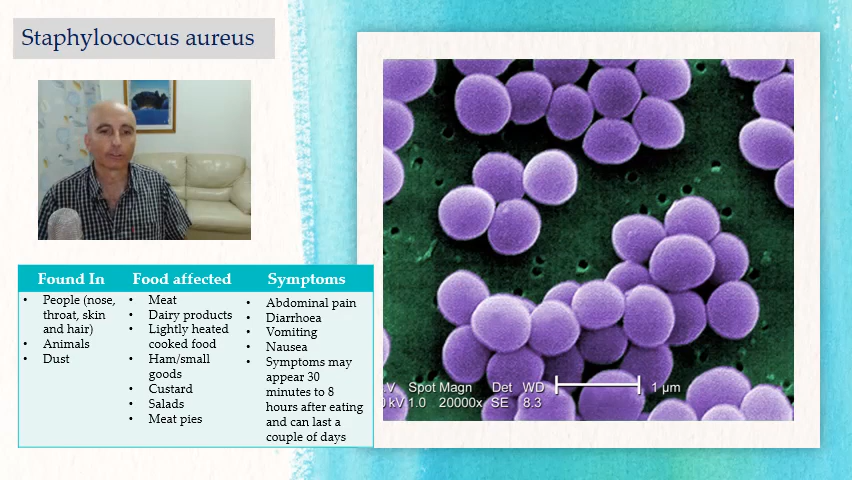 Staphylococcus aureus
Found In
Food affected
Symptoms
• People (nose,
throat, skin
and hair)
• Animals
• Dust
• Meat
• Dairy products
• Lightly heated
cooked food
• Ham/small
goods
• Custard
• Salads
• Meat pies
• Abdominal pain
• Diarrhoea
• Vomiting
• Nausea
• Symptoms may
appear 30
minutes to 8
hours after eating
and can last a
couple of days
.V Spot Magn Det WD 1 µm
0 kV 1.0 20000x SE 8.3